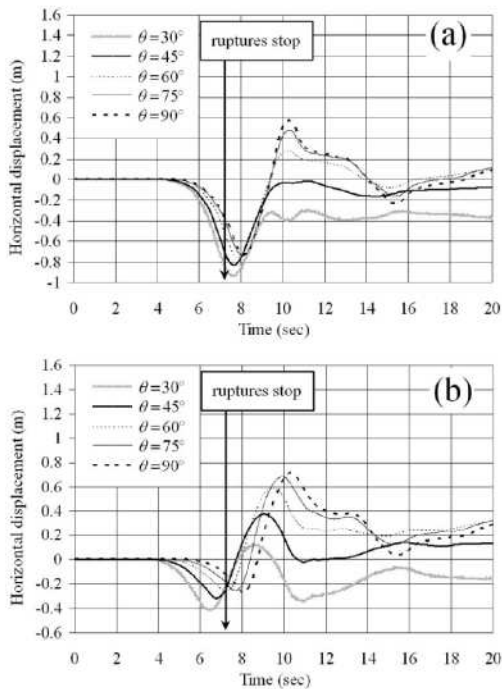 1.6
1.4
1.2
1
0.8
0.6
0.4
0.2
0
-0.2
-0.4
-0.6
-0.8
-1
Horizontal displacement (m)
θ=30°
θ=45°
θ=60°
θ=75°
θ=90°
ruptures stop
(a)
0 2 4 6 8 10 12 14 16 18 20
Time (sec)
1.6
1.4
1.2
1
0.8
0.6
0.4
0.2
0
-0.2
-0.4
-0.6
Horizontal displacement (m)
θ=30°
θ=45°
θ=60°
θ=75°
θ=90°
ruptures stop
(b)
0 2 4 6 8 10 12 14 16 18 20
Time (sec)